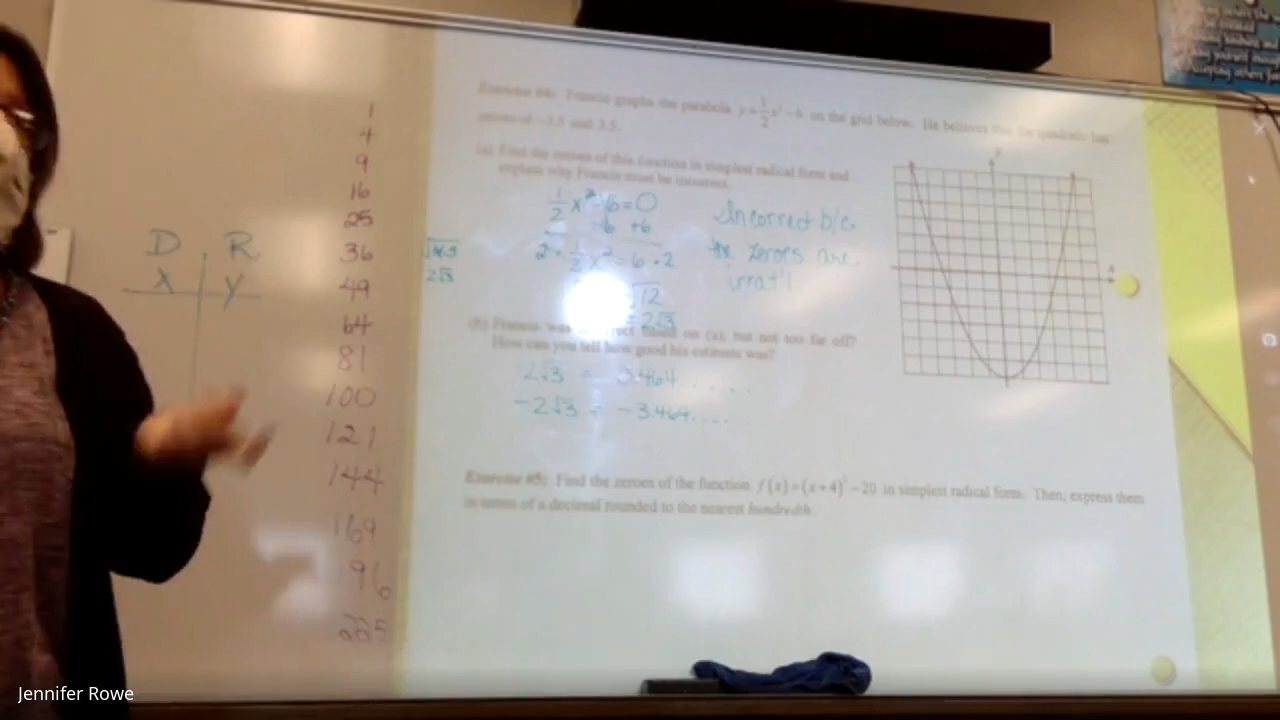 1
4
9
16
25
36
49
64
81
100
121
144
169
96
225
D R
X Y
Exercise #4: Francis graphs the parabola y = 1/2 x² − 6 on the grid below. He believes that the quadratic has
zeroes of −3.5 and 3.5.
(a) Find the zeroes of this function in simplest radical form and
explain why Francis must be incorrect.
1/2 x² - 6 = 0
+6 +6
2 · 1/2 x² = 6 · 2
√12
2√3
√4·3
2√3
Incorrect b/c
the zeroes are
irrat'l
(b) Francis was based on (a), but not too far off?
How can you tell how good his estimate was?
2√3 = 3.464.....
-2√3 = -3.464....
y
x
Exercise #5: Find the zeroes of the function f(x) = (x+4)² − 20 in simplest radical form. Then, express them
in terms of a decimal rounded to the nearest hundredth.
Jennifer Rowe